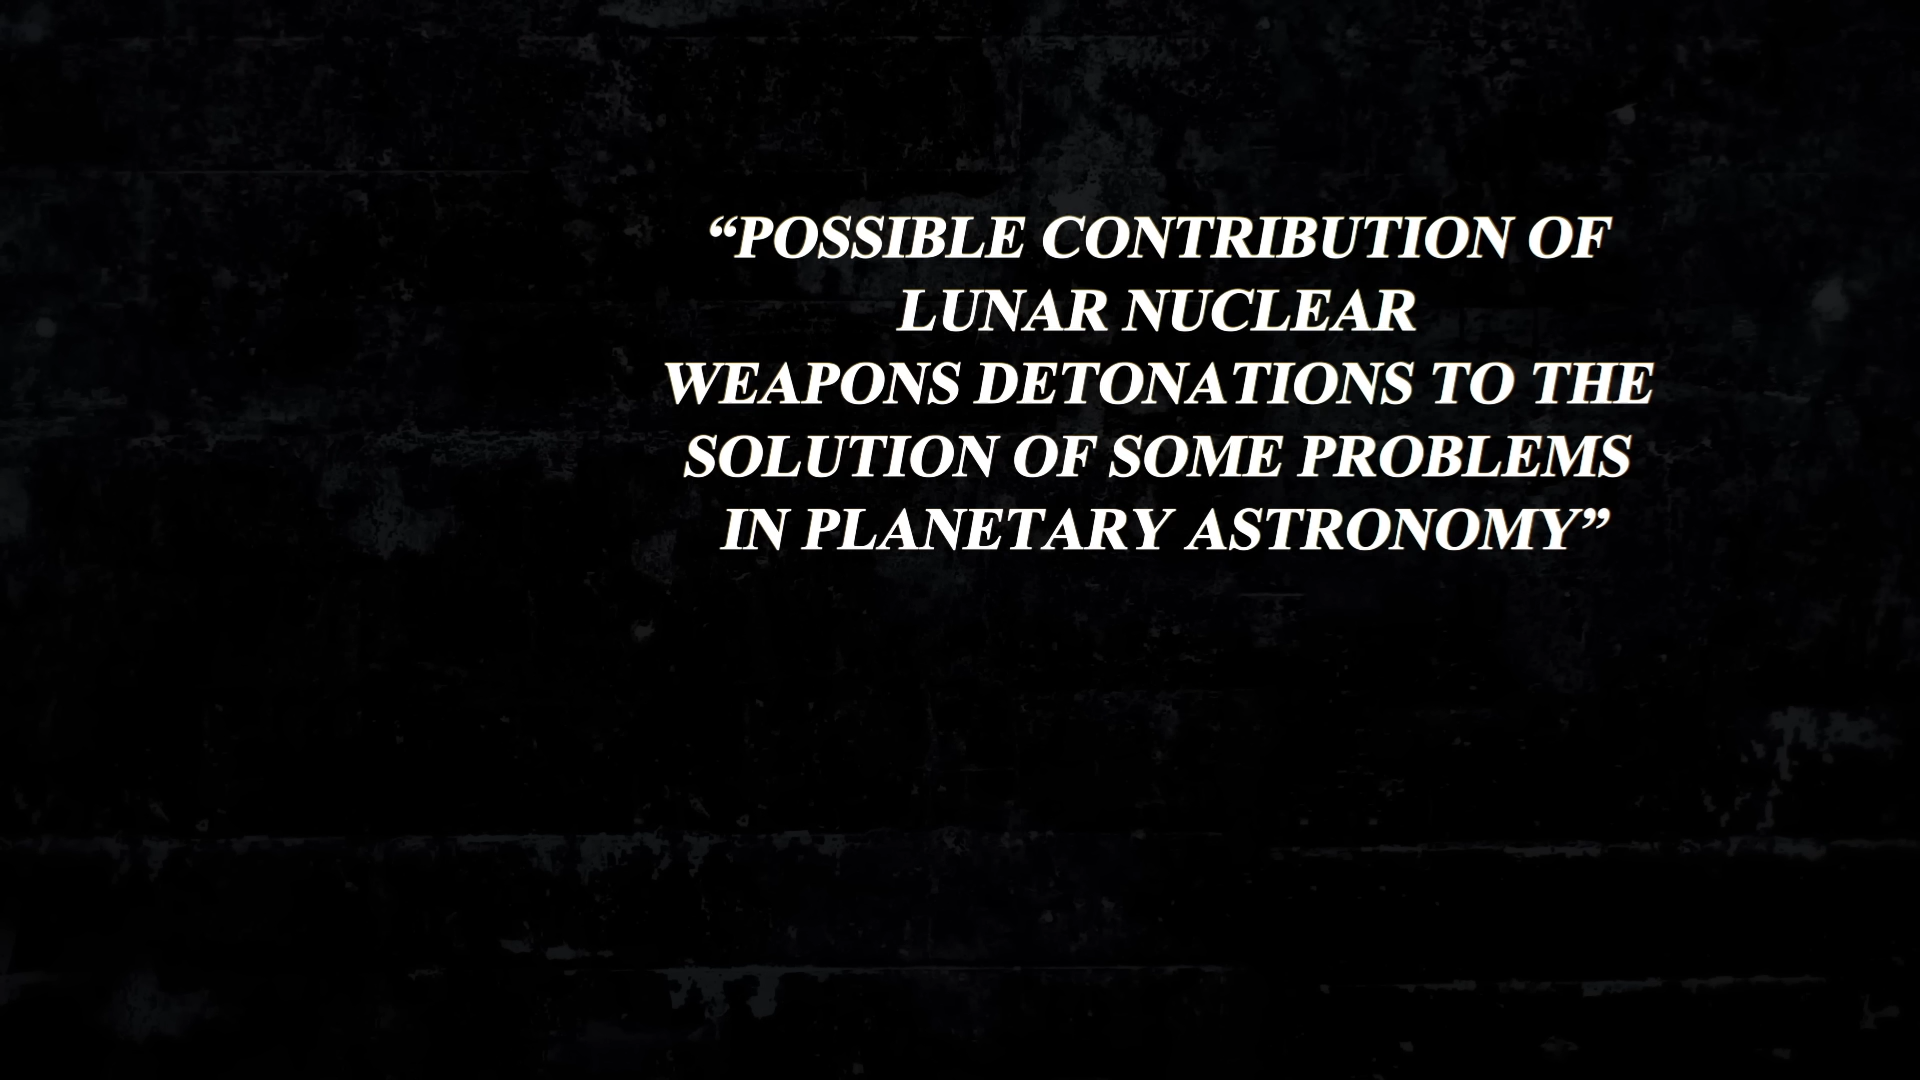 “POSSIBLE CONTRIBUTION OF
LUNAR NUCLEAR
WEAPONS DETONATIONS TO THE
SOLUTION OF SOME PROBLEMS
IN PLANETARY ASTRONOMY”